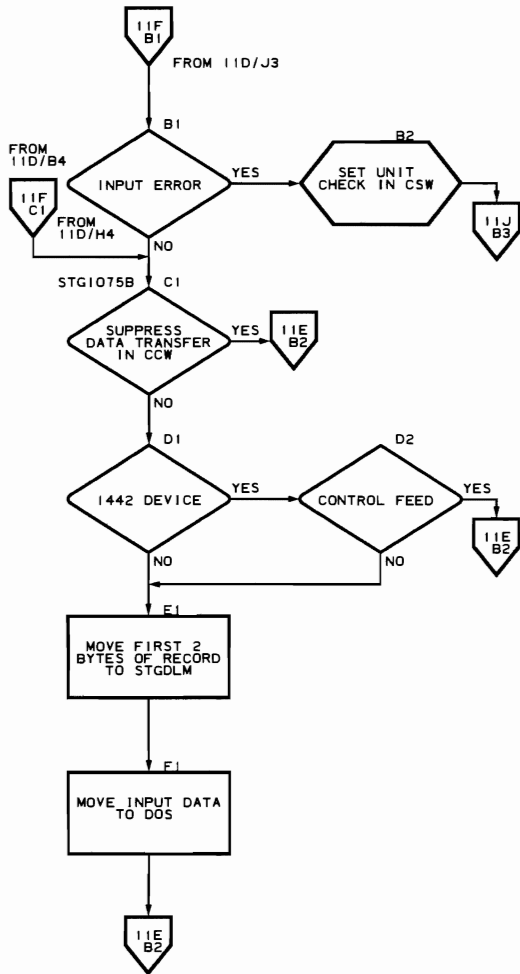 11F
B1
FROM 11D/J3
B1
INPUT ERROR
YES
B2
SET UNIT
CHECK IN CSW
11J
B3
FROM
11D/B4
11F
C1
FROM 11D/H4
NO
STG1075B C1
SUPPRESS
DATA TRANSFER
IN CCW
YES
11E
B2
NO
D1
1442 DEVICE
YES
D2
CONTROL FEED
YES
11E
B2
NO
NO
E1
MOVE FIRST 2
BYTES OF RECORD
TO STGDLM
F1
MOVE INPUT DATA
TO DOS
11E
B2